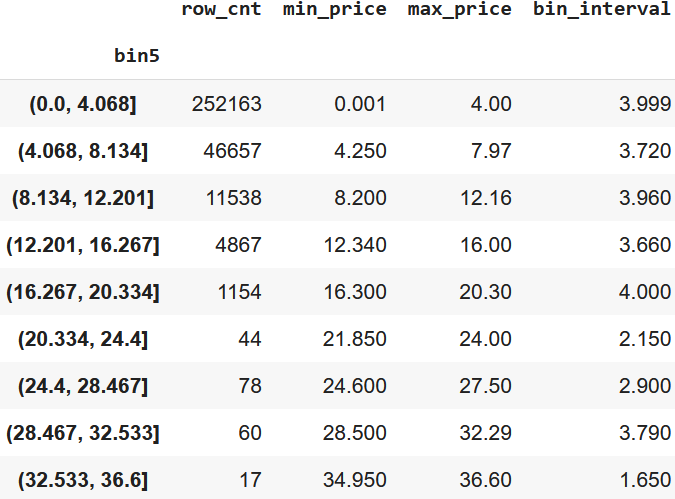 row_cnt min_price max_price bin_interval
bin5
(0.0, 4.068] 252163 0.001 4.00 3.999
(4.068, 8.134] 46657 4.250 7.97 3.720
(8.134, 12.201] 11538 8.200 12.16 3.960
(12.201, 16.267] 4867 12.340 16.00 3.660
(16.267, 20.334] 1154 16.300 20.30 4.000
(20.334, 24.4] 44 21.850 24.00 2.150
(24.4, 28.467] 78 24.600 27.50 2.900
(28.467, 32.533] 60 28.500 32.29 3.790
(32.533, 36.6] 17 34.950 36.60 1.650